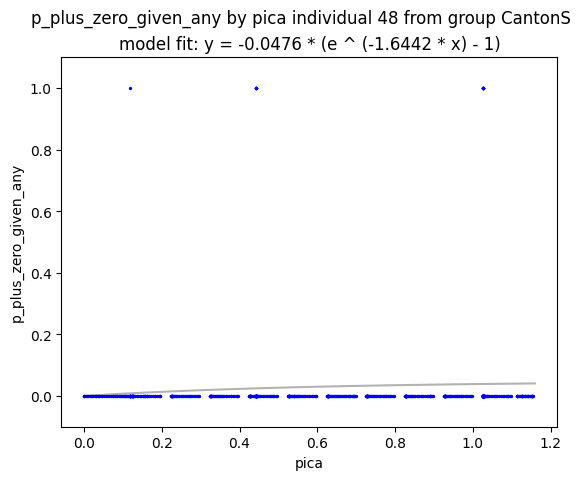 p_plus_zero_given_any by pica individual 48 from group CantonS
model fit: y = -0.0476 * (e ^ (-1.6442 * x) - 1)
1.0
0.8
0.6
0.4
0.2
0.0
p_plus_zero_given_any
0.0 0.2 0.4 0.6 0.8 1.0 1.2
pica